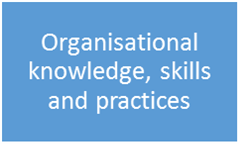 Organisational
knowledge, skills
and practices